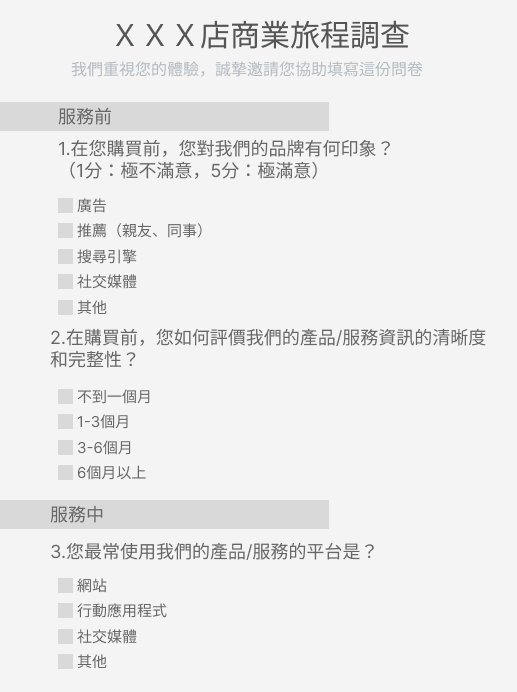 ＸＸＸ店商業旅程調查
我們重視您的體驗，誠摯邀請您協助填寫這份問卷
服務前
1.在您購買前，您對我們的品牌有何印象？
（1分：極不滿意，5分：極滿意）
廣告
推薦（親友、同事）
搜尋引擎
社交媒體
其他
2.在購買前，您如何評價我們的產品/服務資訊的清晰度
和完整性？
不到一個月
1-3個月
3-6個月
6個月以上
服務中
3.您最常使用我們的產品/服務的平台是？
網站
行動應用程式
社交媒體
其他